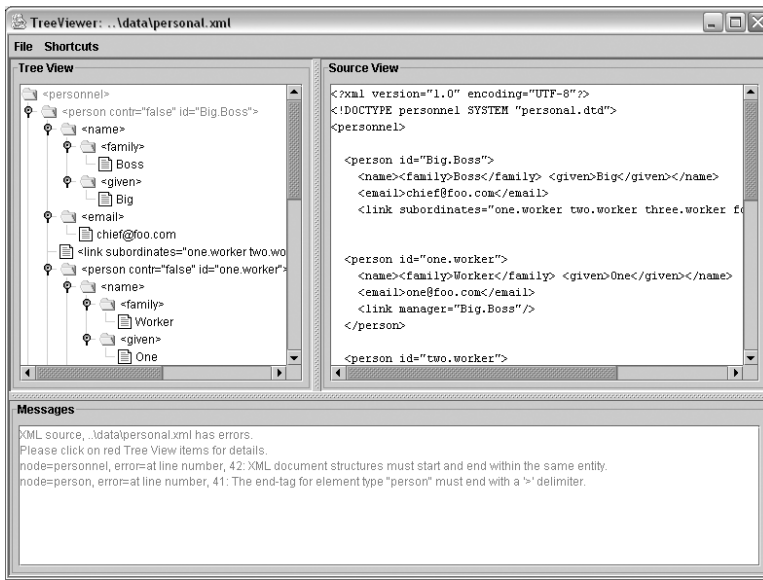 TreeViewer: ..\data\personal.xml
File Shortcuts
Tree View
<personnel>
<person contr="false" id="Big.Boss">
<name>
<family>
Boss
<given>
Big
<email>
chief@foo.com
<link subordinates="one.worker two.wo
<person contr="false" id="one.worker">
<name>
<family>
Worker
<given>
One
Source View
<?xml version="1.0" encoding="UTF-8"?>
<!DOCTYPE personnel SYSTEM "personal.dtd">
<personnel>
<person id="Big.Boss">
<name><family>Boss</family> <given>Big</given></name>
<email>chief@foo.com</email>
<link subordinates="one.worker two.worker three.worker fo
<person id="one.worker">
<name><family>Worker</family> <given>One</given></name>
<email>one@foo.com</email>
<link manager="Big.Boss"/>
</person>
<person id="two.worker">
Messages
XML source, ..\data\personal.xml has errors.
Please click on red Tree View items for details.
node=personnel, error=at line number, 42: XML document structures must start and end within the same entity.
node=person, error=at line number, 41: The end-tag for element type "person" must end with a '>' delimiter.